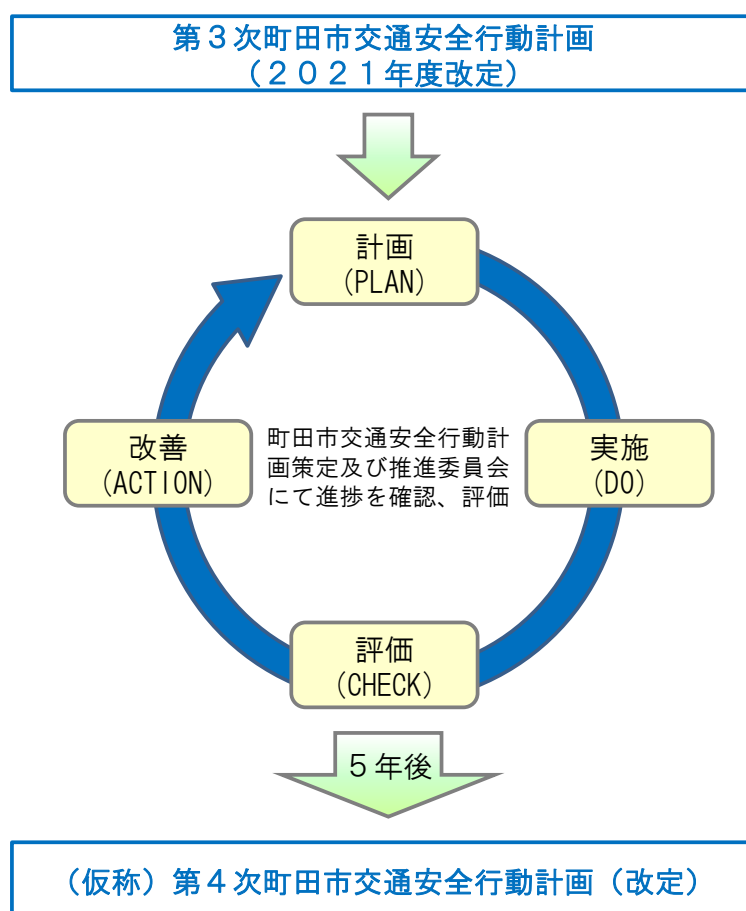 第３次町田市交通安全行動計画
（２０２１年度改定）
計画
(PLAN)
改善
(ACTION)
町田市交通安全行動計
画策定及び推進委員会
にて進捗を確認、評価
実施
(DO)
評価
(CHECK)
５年後
（仮称）第４次町田市交通安全行動計画（改定）